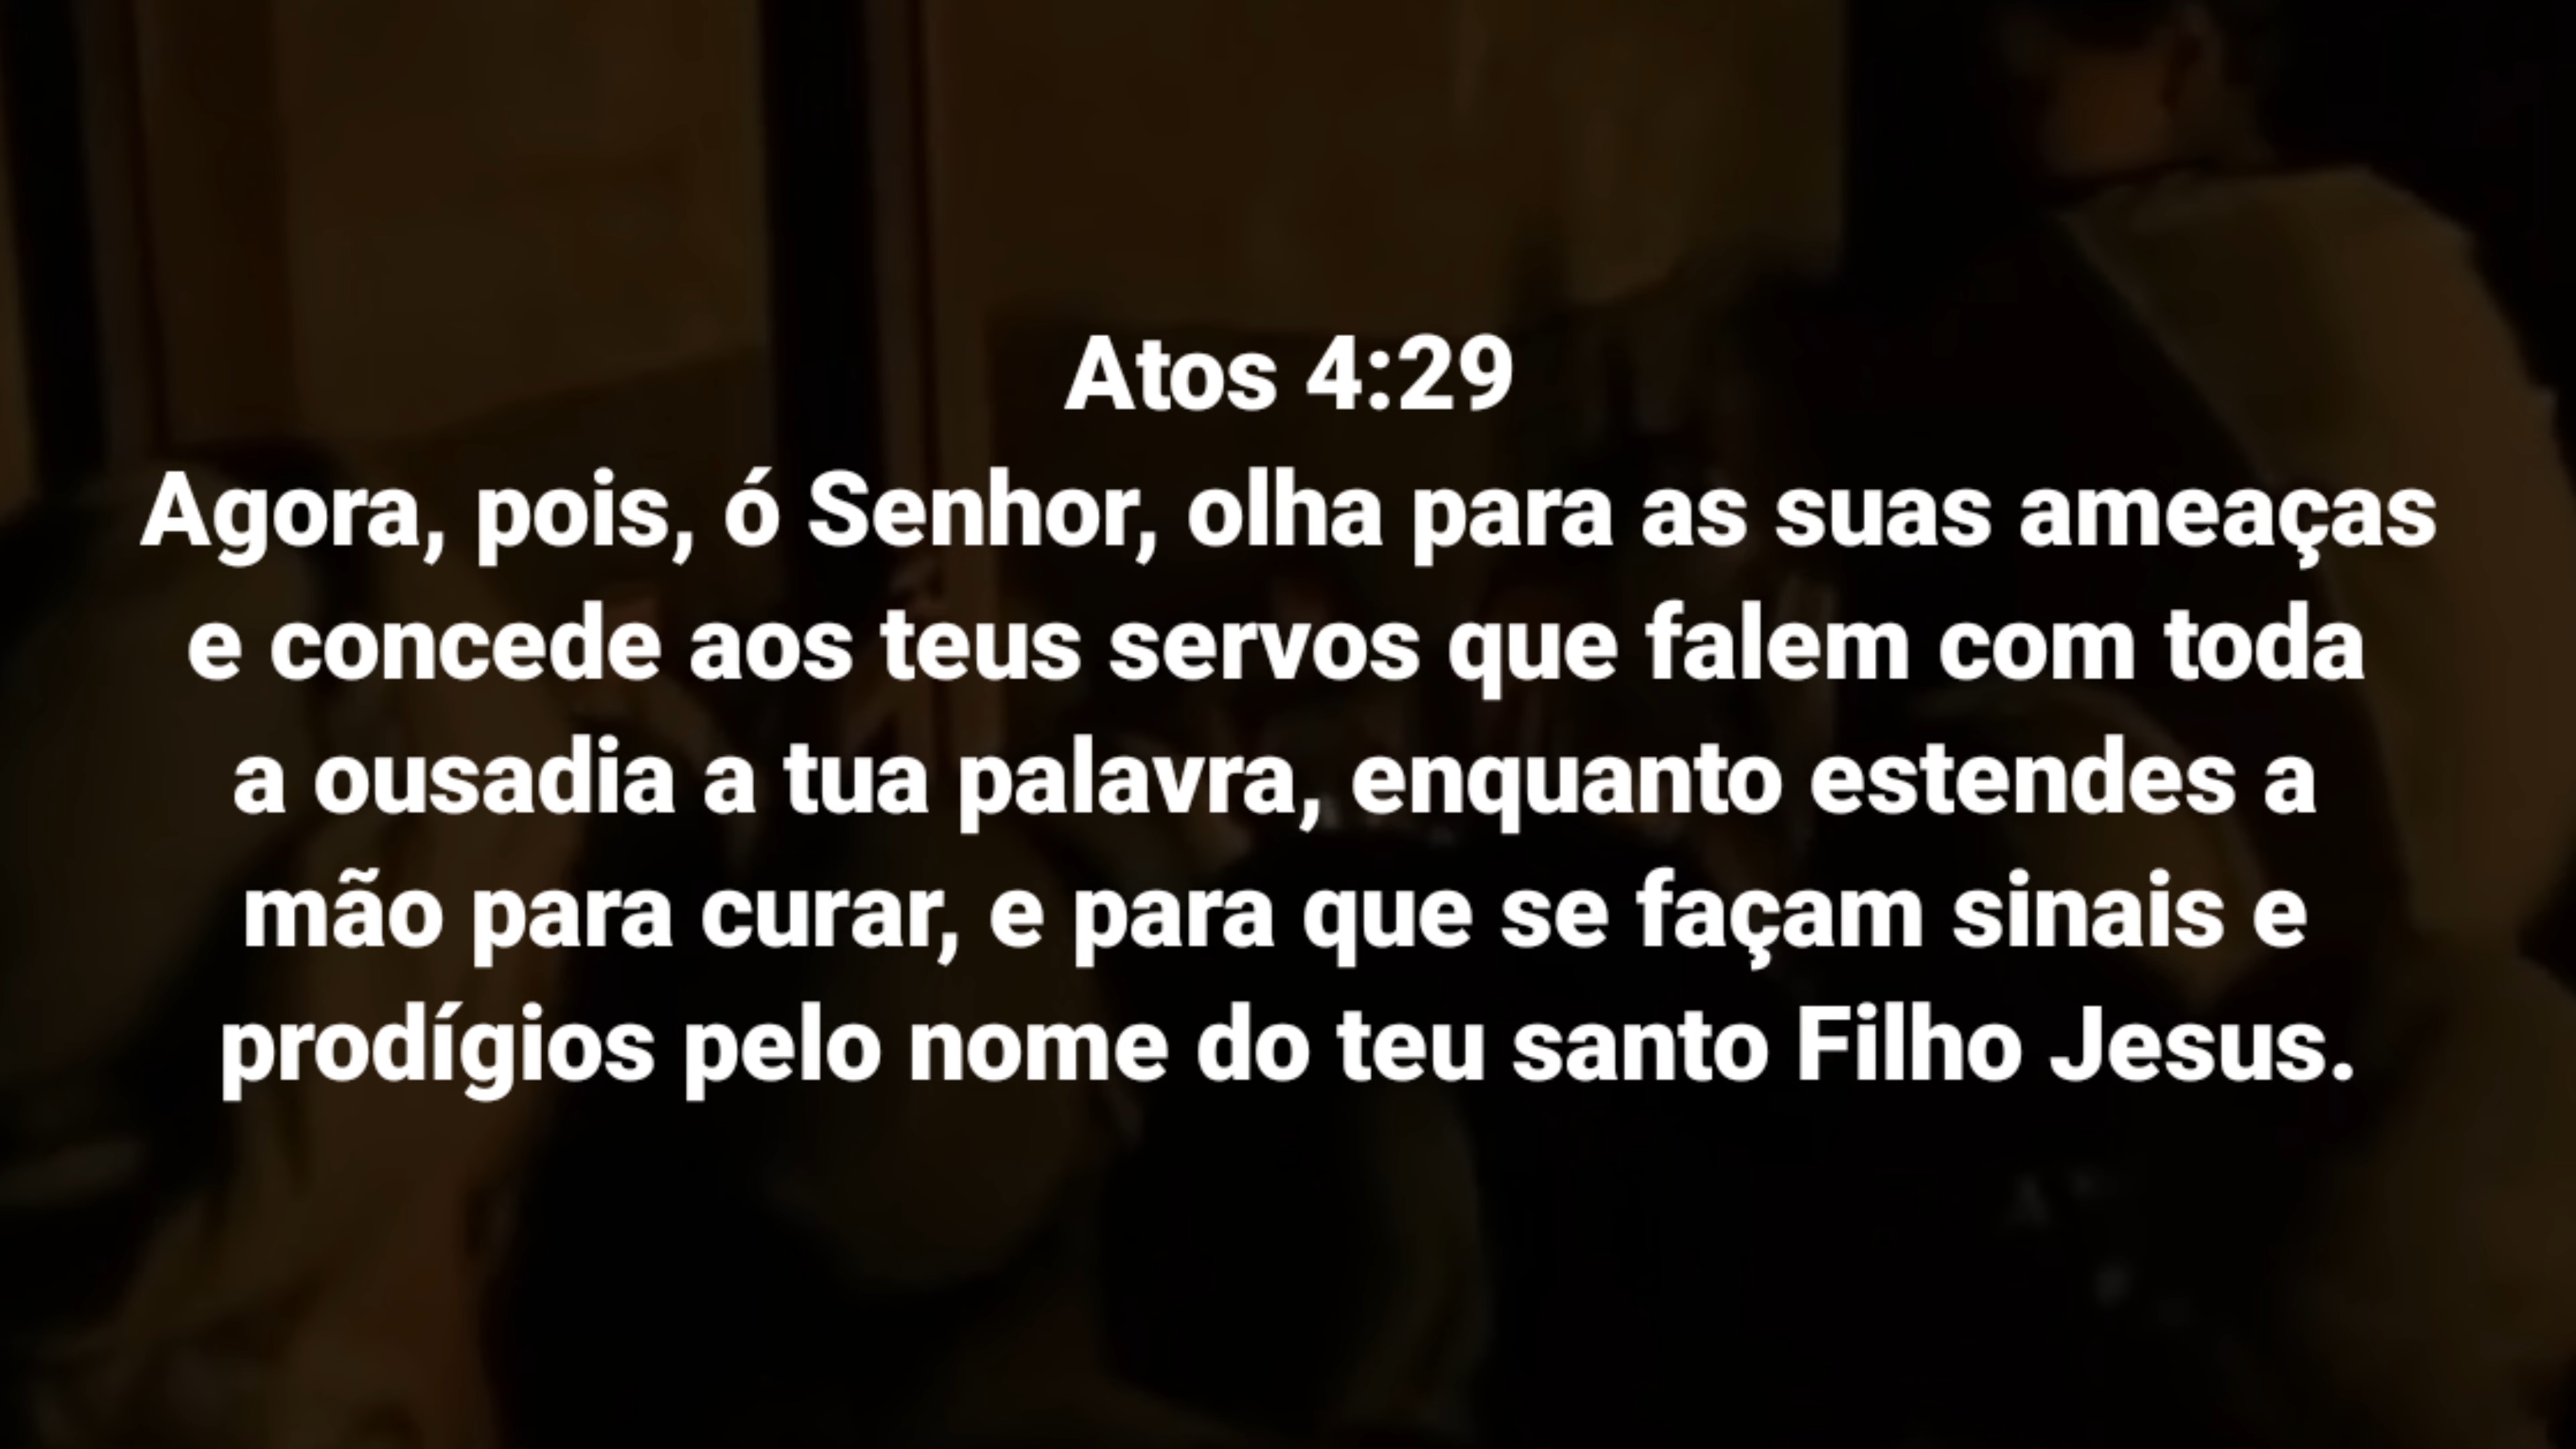 Atos 4:29
Agora, pois, ó Senhor, olha para as suas ameaças
e concede aos teus servos que falem com toda
a ousadia a tua palavra, enquanto estendes a
mão para curar, e para que se façam sinais e
prodígios pelo nome do teu santo Filho Jesus.